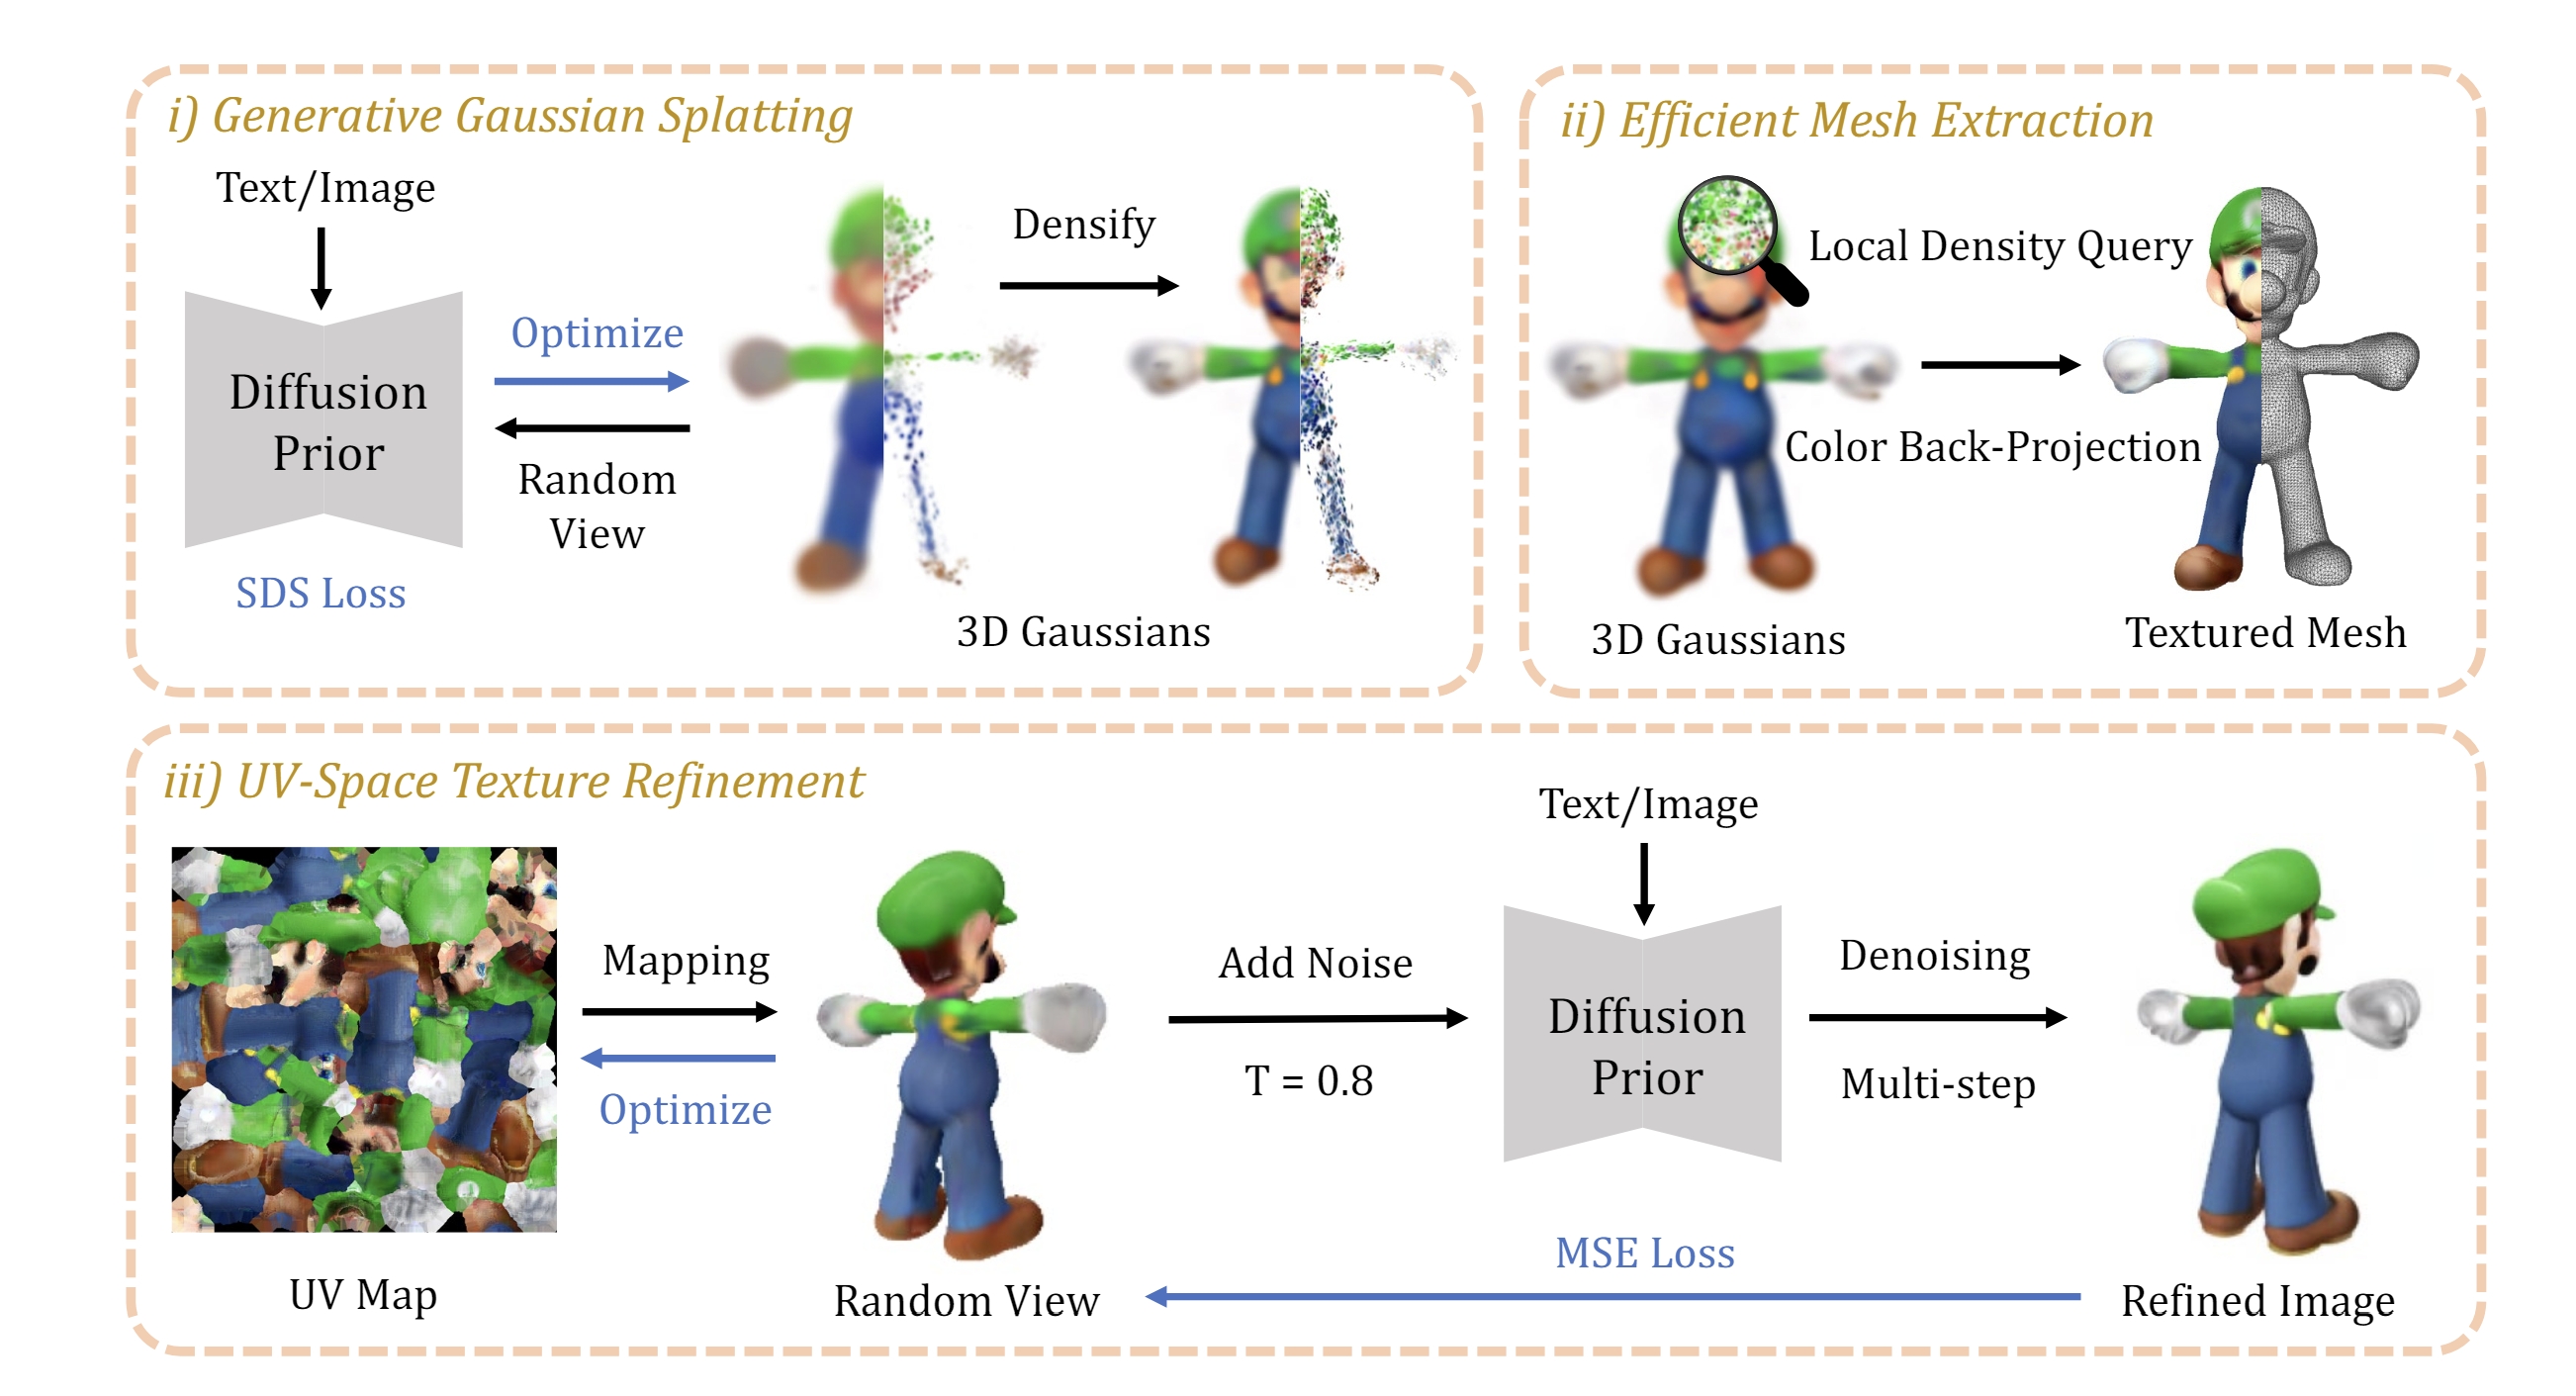 i) Generative Gaussian Splatting
Text/Image
Diffusion
Prior
SDS Loss
Optimize
Random
View
Densify
3D Gaussians
ii) Efficient Mesh Extraction
Local Density Query
Color Back-Projection
3D Gaussians
Textured Mesh
iii) UV-Space Texture Refinement
UV Map
Mapping
Optimize
Random View
Add Noise
T = 0.8
Text/Image
Diffusion
Prior
Denoising
Multi-step
MSE Loss
Refined Image